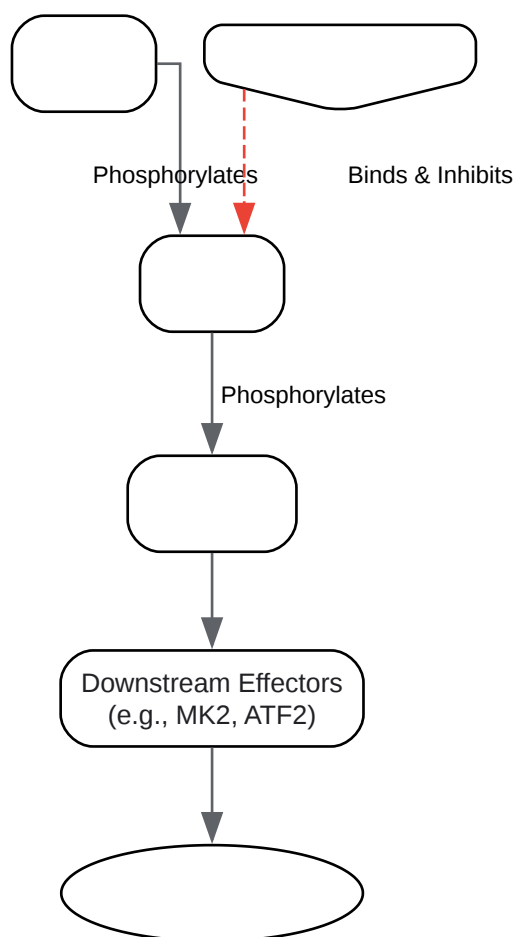 Phosphorylates
Binds & Inhibits
Phosphorylates
Downstream Effectors
(e.g., MK2, ATF2)